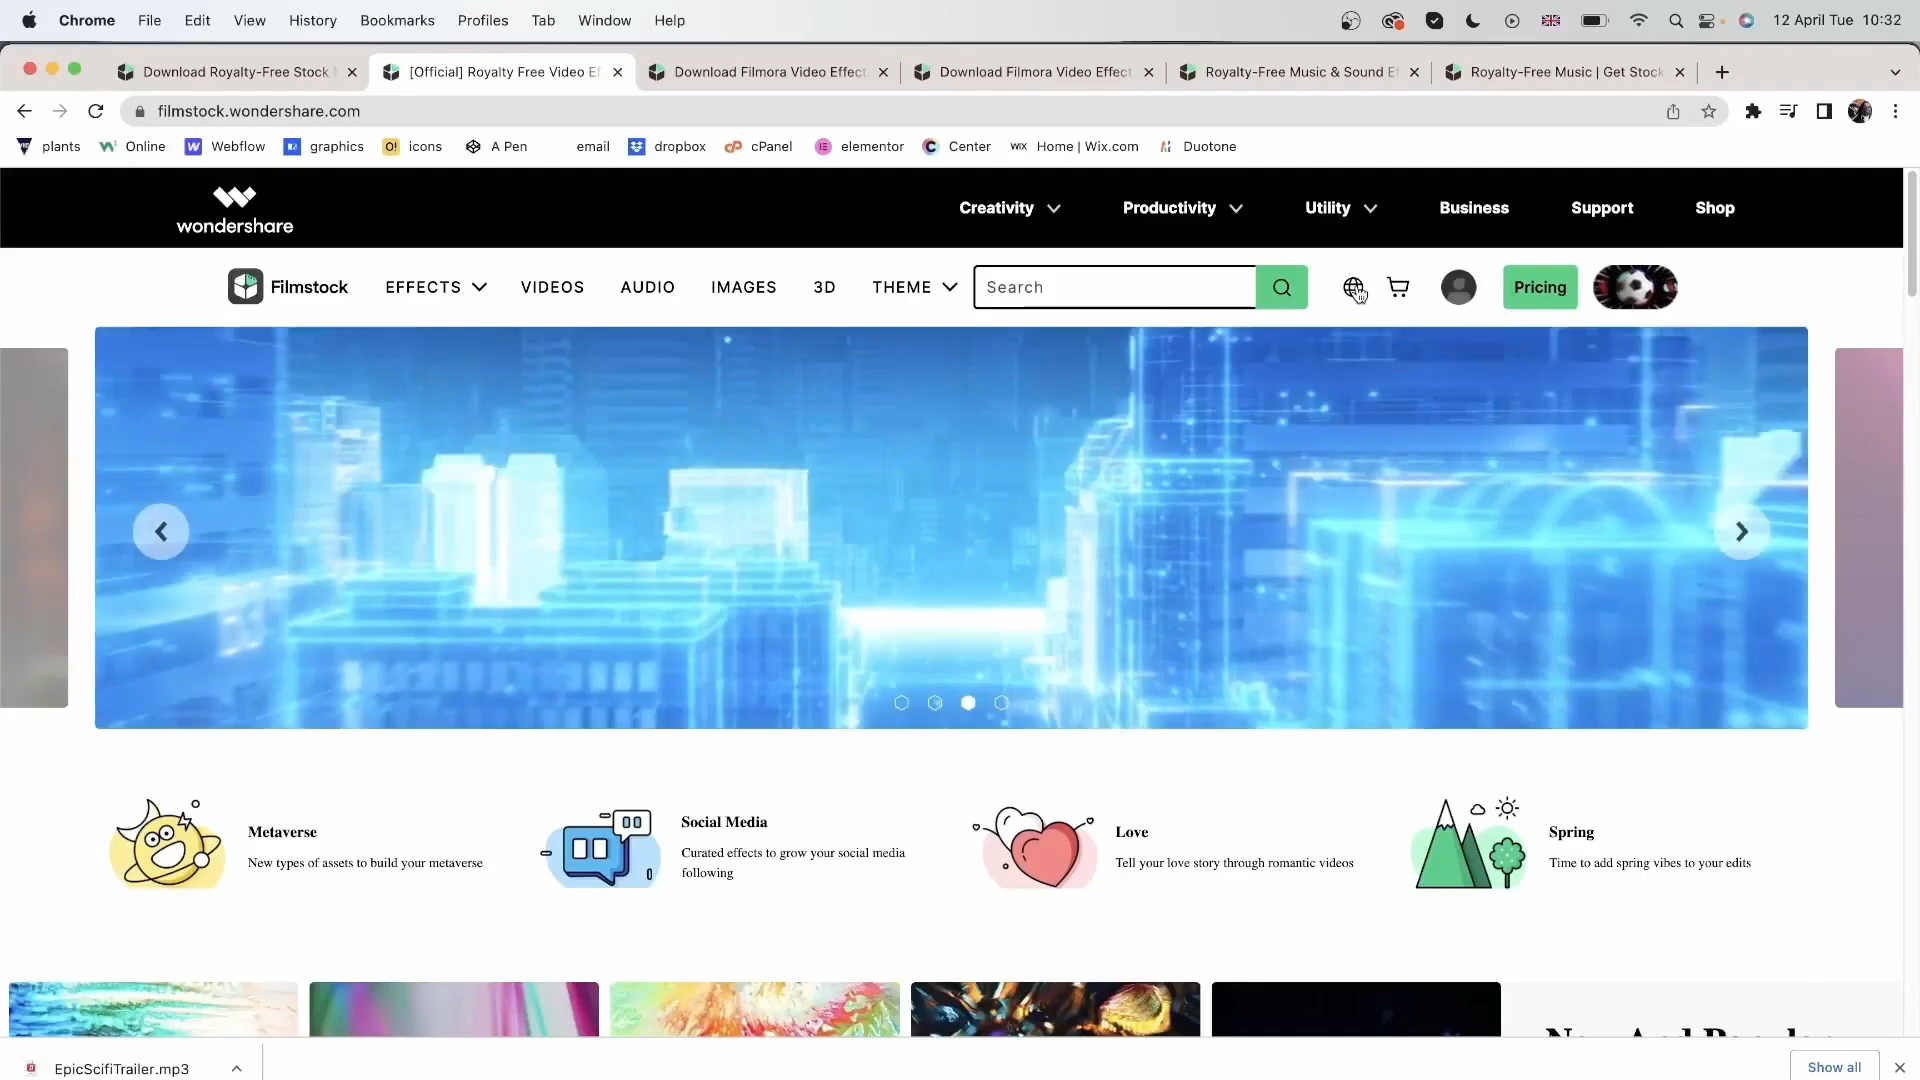 Chrome File Edit View History Bookmarks Profiles Tab Window Help 12 April Tue 10:32
Download Royalty-Free Stock [Official] Royalty Free Video Ef Download Filmora Video Effect Download Filmora Video Effect Royalty-Free Music & Sound Ef Royalty-Free Music | Get Stock
filmstock.wondershare.com
plants Online Webflow graphics icons A Pen email dropbox cPanel elementor Center Home | Wix.com Duotone
wondershare Creativity Productivity Utility Business Support Shop
Filmstock EFFECTS VIDEOS AUDIO IMAGES 3D THEME Search Pricing
Metaverse
New types of assets to build your metaverse
Social Media
Curated effects to grow your social media
following
Love
Tell your love story through romantic videos
Spring
Time to add spring vibes to your edits
EpicScifiTrailer.mp3 Show all